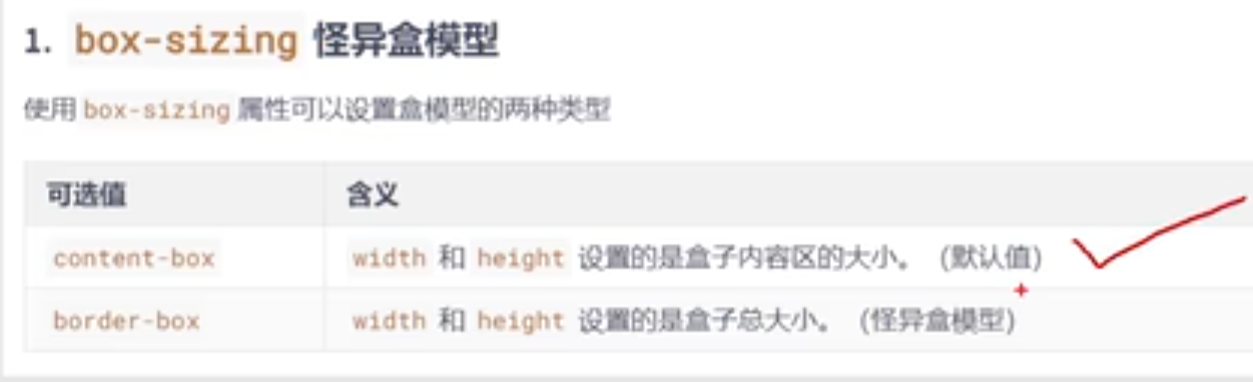 1. box-sizing 怪异盒模型
使用 box-sizing 属性可以设置盒模型的两种类型
可选值 含义
content-box width 和 height 设置的是盒子内容区的大小。（默认值）
border-box width 和 height 设置的是盒子总大小。（怪异盒模型）